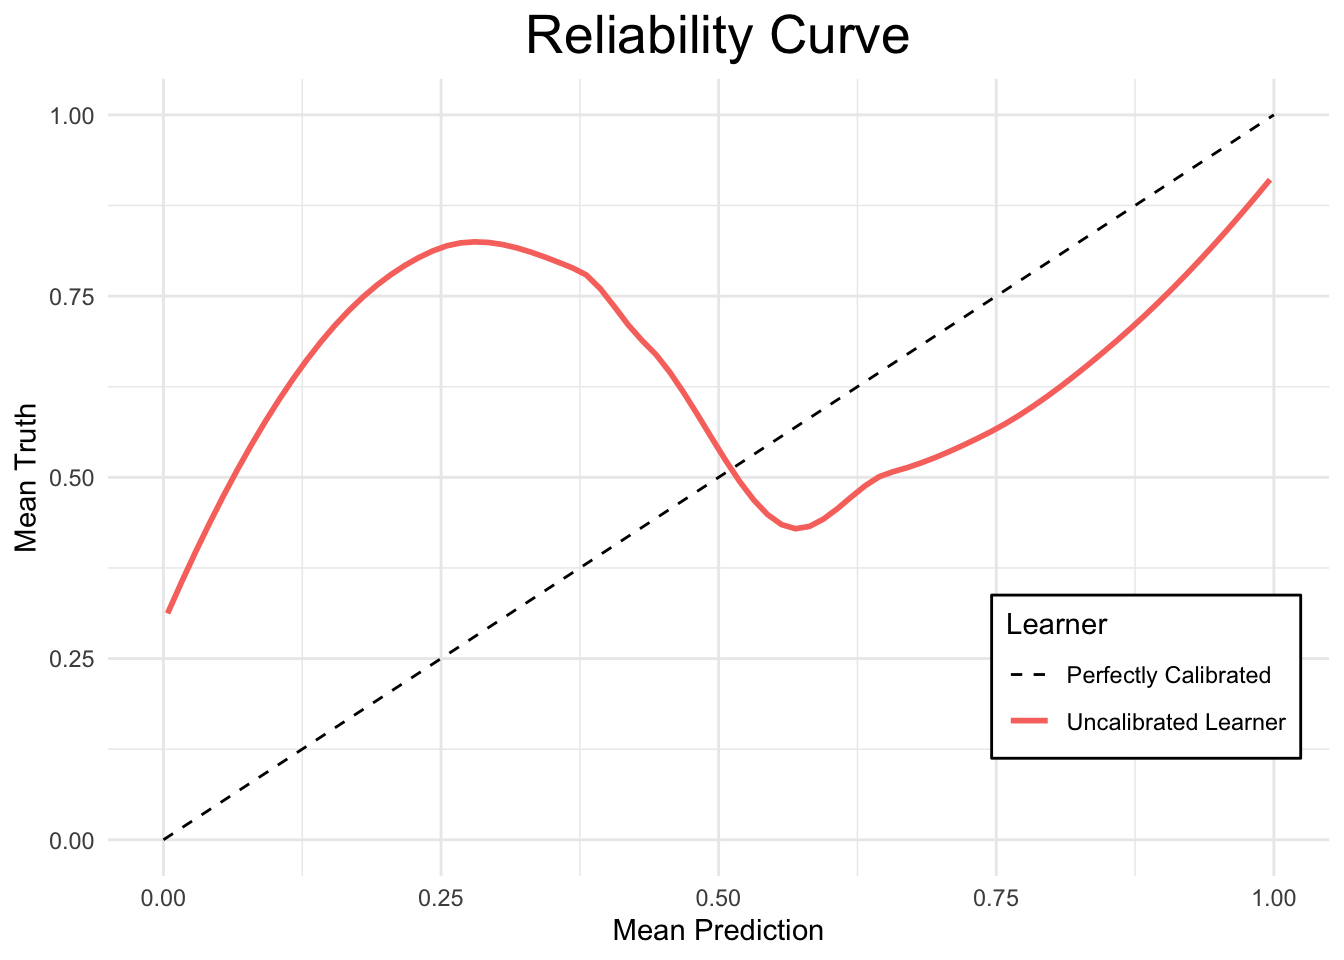 Reliability Curve
1.00
0.75
0.50
0.25
0.00
Mean Truth
Learner
Perfectly Calibrated
Uncalibrated Learner
0.00 0.25 0.50 0.75 1.00
Mean Prediction